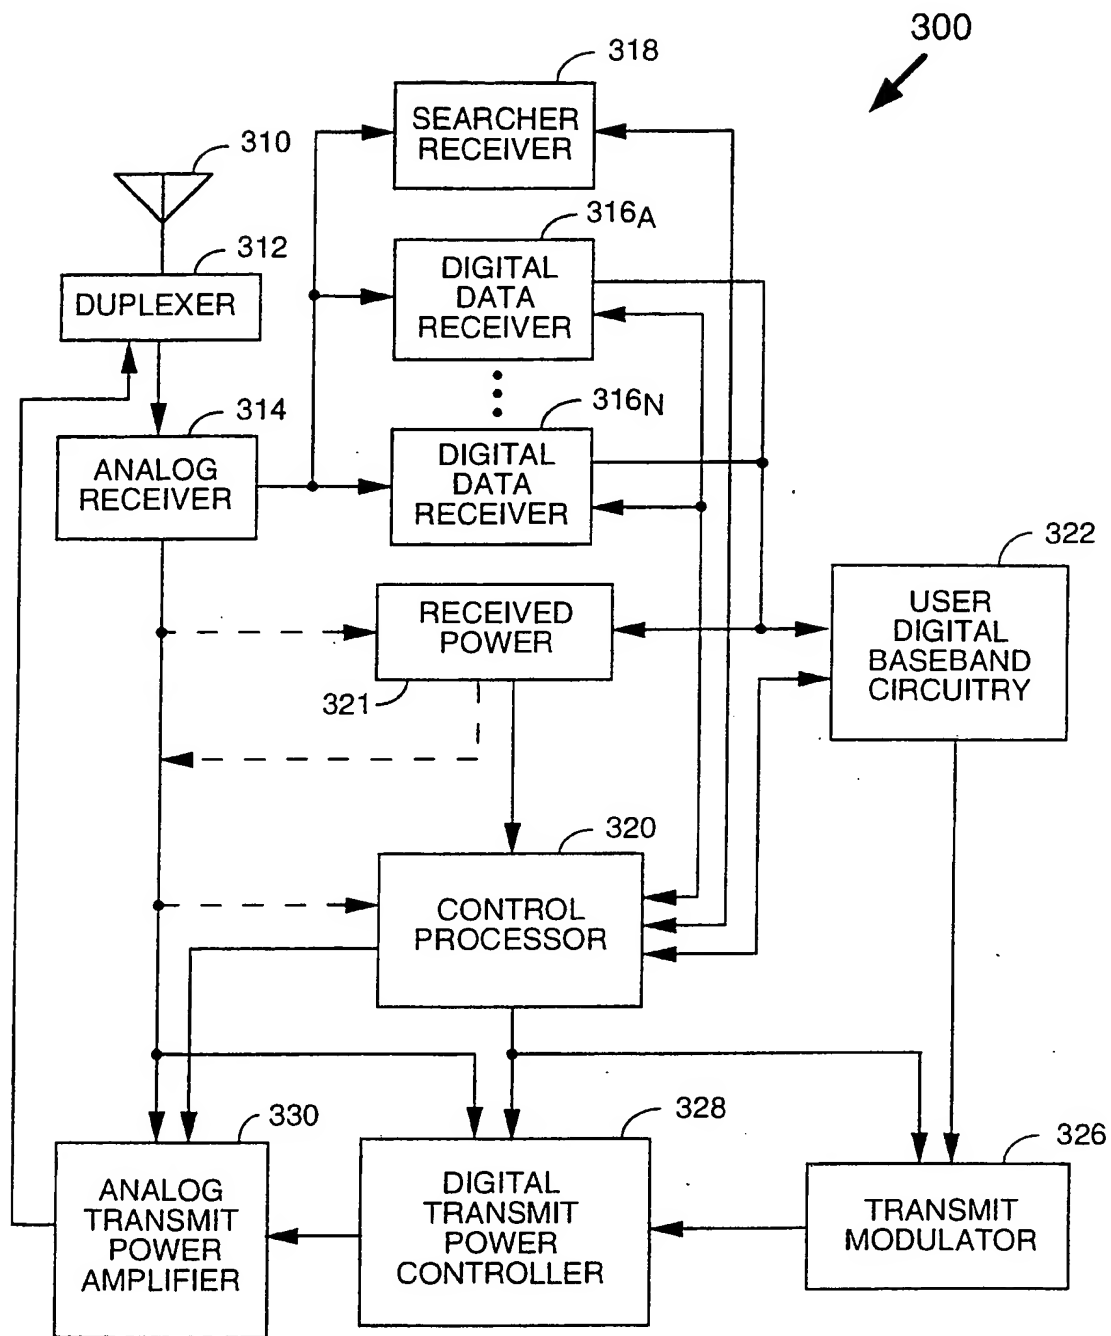 300
318
SEARCHER
RECEIVER
310
316A
312
DIGITAL
DATA
RECEIVER
DUPLEXER
314
316N
ANALOG
RECEIVER
DIGITAL
DATA
RECEIVER
322
RECEIVED
POWER
USER
DIGITAL
BASEBAND
CIRCUITRY
321
320
CONTROL
PROCESSOR
330
328
326
ANALOG
TRANSMIT
POWER
AMPLIFIER
DIGITAL
TRANSMIT
POWER
CONTROLLER
TRANSMIT
MODULATOR